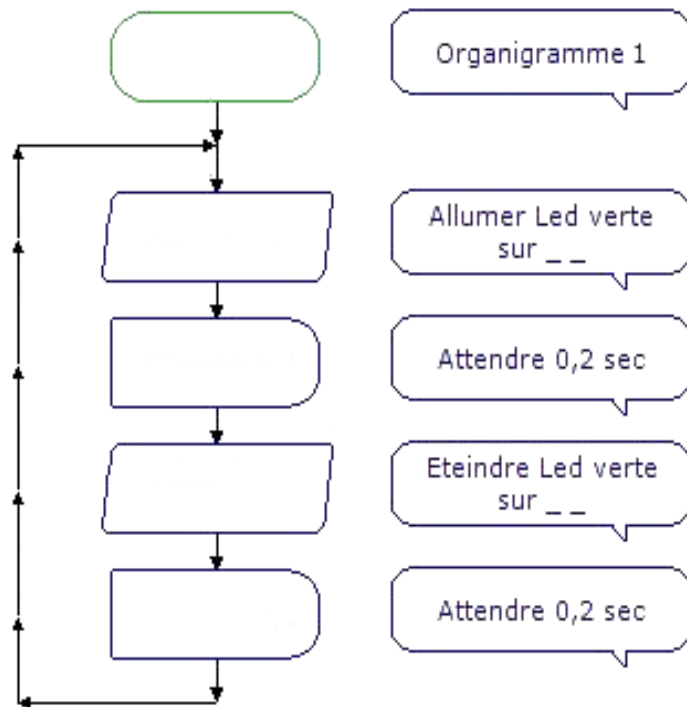 Organigramme 1
Allumer Led verte
sur _ _
Attendre 0,2 sec
Eteindre Led verte
sur _ _
Attendre 0,2 sec